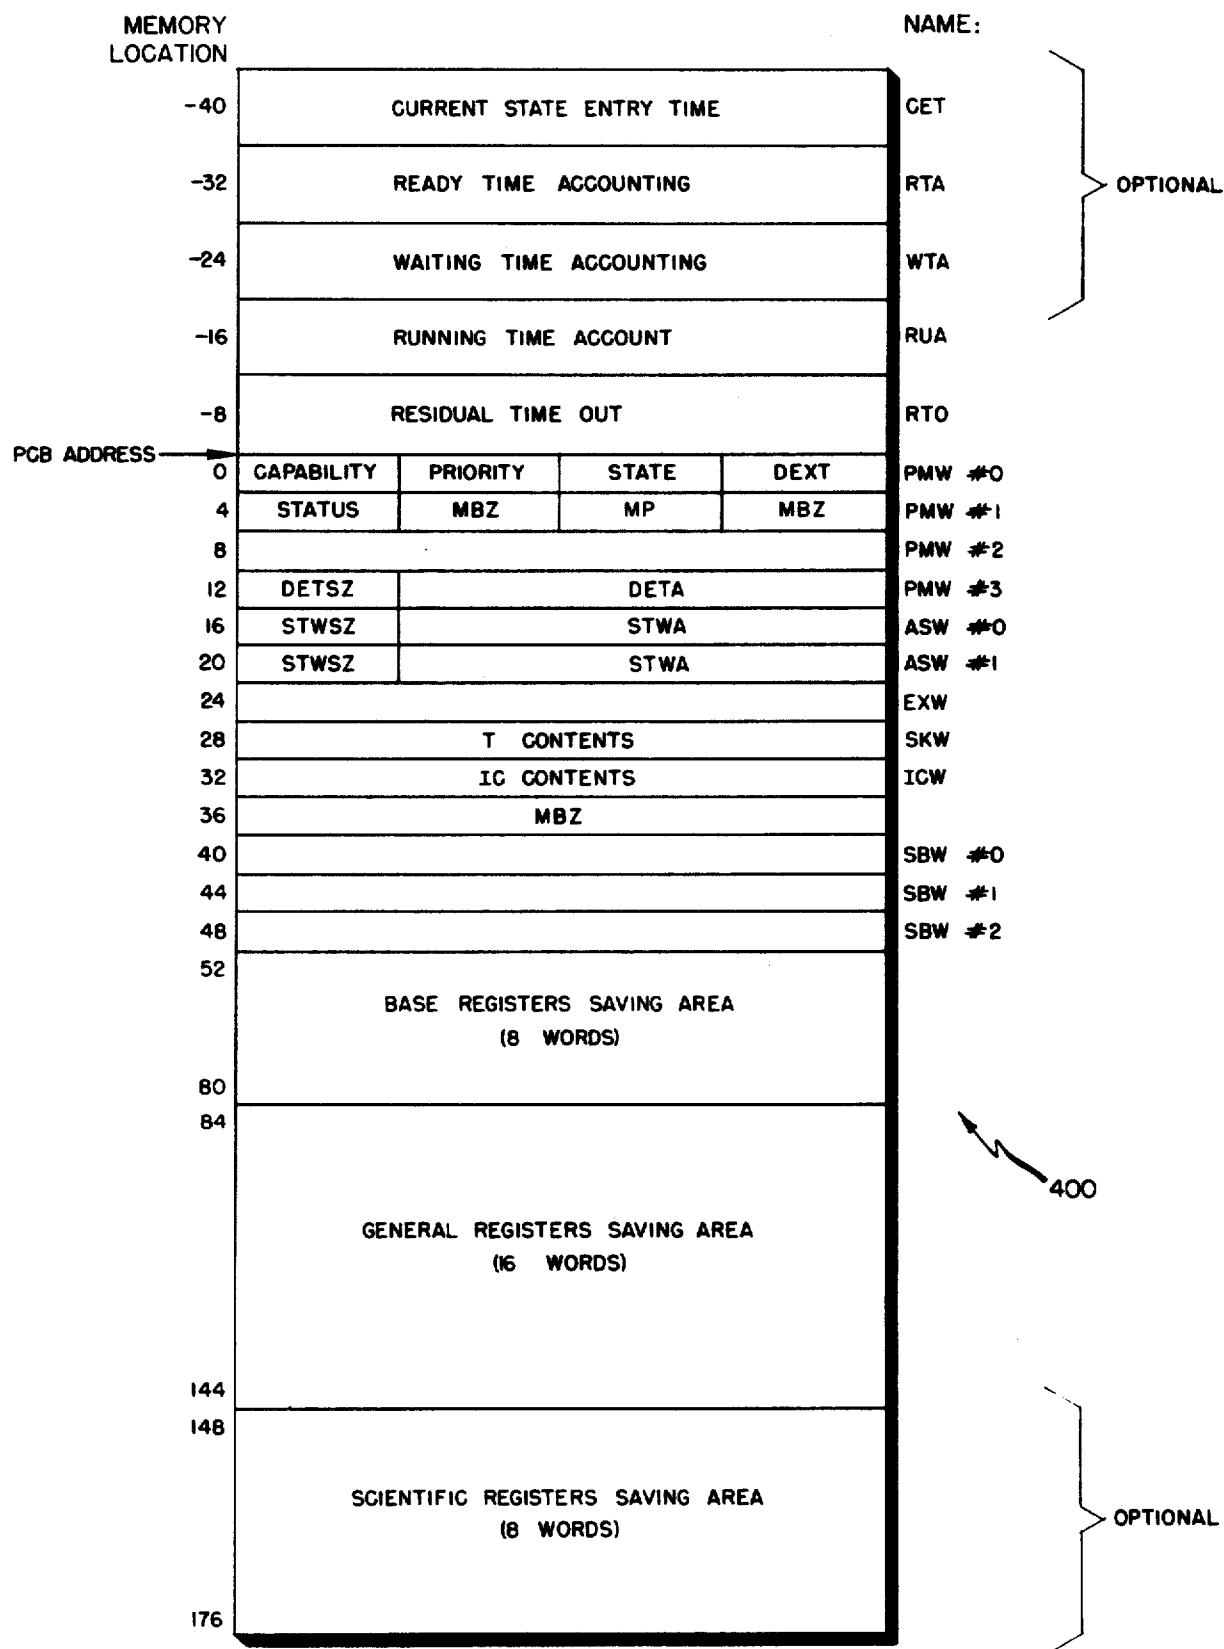 MEMORY LOCATION NAME:
-40 CURRENT STATE ENTRY TIME CET
-32 READY TIME ACCOUNTING RTA
OPTIONAL
-24 WAITING TIME ACCOUNTING WTA
-16 RUNNING TIME ACCOUNT RUA
-8 RESIDUAL TIME OUT RTO
PCB ADDRESS
0 CAPABILITY PRIORITY STATE DEXT PMW #0
4 STATUS MBZ MP MBZ PMW #1
8 PMW #2
12 DETSZ DETA PMW #3
16 STWSZ STWA ASW #0
20 STWSZ STWA ASW #1
24 EXW
28 T CONTENTS SKW
32 IC CONTENTS ICW
36 MBZ
40 SBW #0
44 SBW #1
48 SBW #2
52
BASE REGISTERS SAVING AREA
(8 WORDS)
80
84
400
GENERAL REGISTERS SAVING AREA
(16 WORDS)
144
148
SCIENTIFIC REGISTERS SAVING AREA
(8 WORDS)
OPTIONAL
176